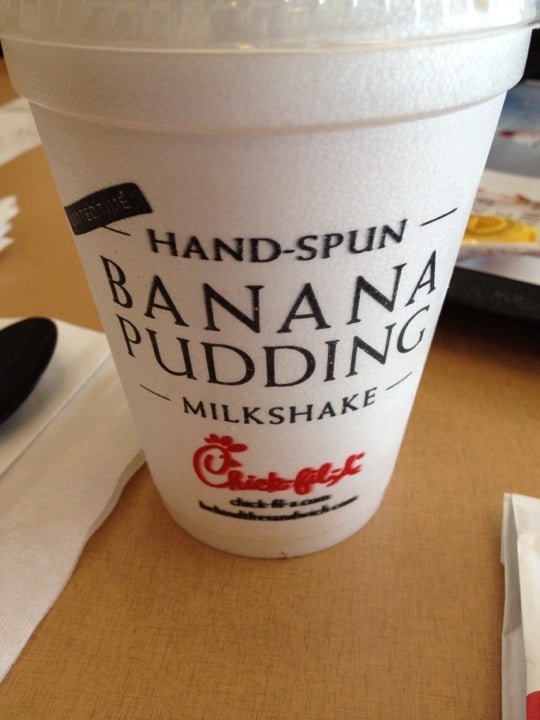 HAND-SPUN
BANANA
PUDDING
MILKSHAKE
Chick-fil-A
chick-fil-a.com